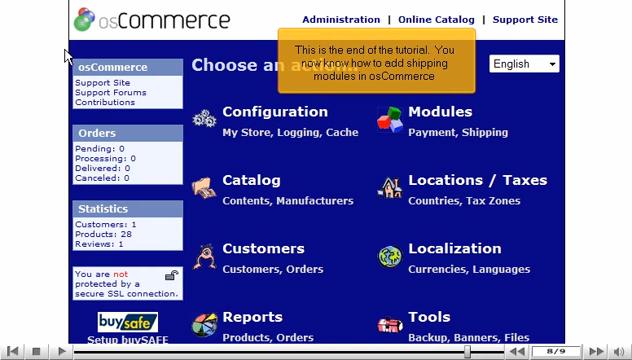 osCommerce
Administration | Online Catalog | Support Site
This is the end of the tutorial. You
now know how to add shipping
modules in osCommerce
Choose an action..
English
osCommerce
Support Site
Support Forums
Contributions
Orders
Pending: 0
Processing: 0
Delivered: 0
Canceled: 0
Statistics
Customers: 1
Products: 28
Reviews: 1
You are not
protected by a
secure SSL connection.
buysafe
Setup buySAFE
Configuration
My Store, Logging, Cache
Modules
Payment, Shipping
Catalog
Contents, Manufacturers
Locations / Taxes
Countries, Tax Zones
Customers
Customers, Orders
Localization
Currencies, Languages
Reports
Products, Orders
Tools
Backup, Banners, Files
8/9